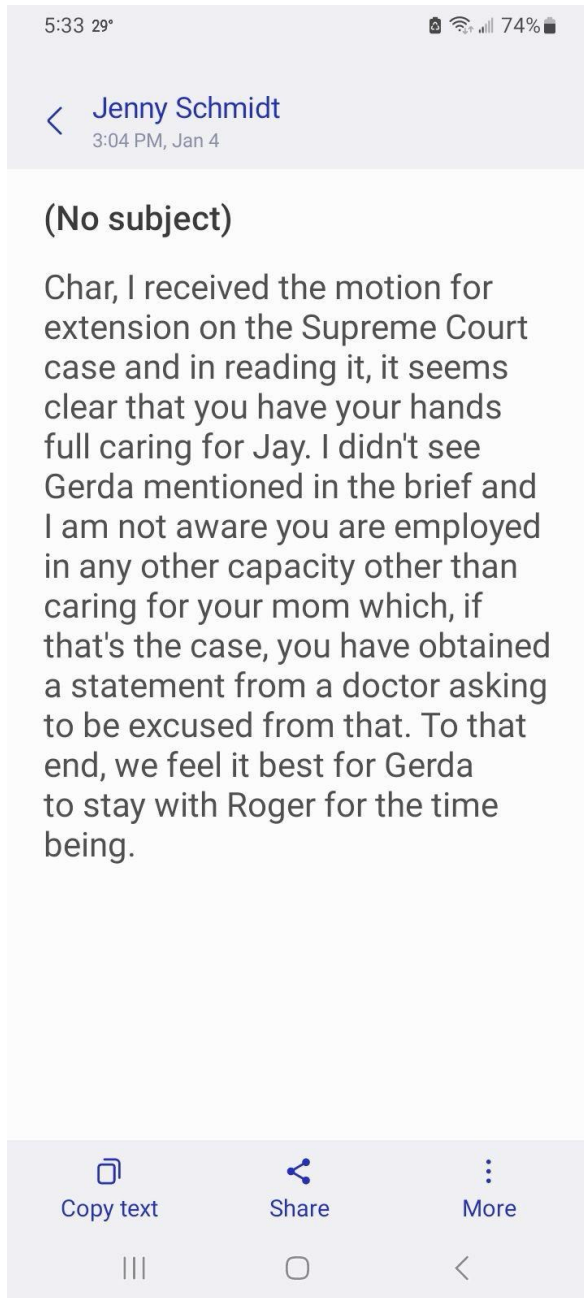 5:33 29°
74%
Jenny Schmidt
3:04 PM, Jan 4
(No subject)
Char, I received the motion for
extension on the Supreme Court
case and in reading it, it seems
clear that you have your hands
full caring for Jay. I didn't see
Gerda mentioned in the brief and
I am not aware you are employed
in any other capacity other than
caring for your mom which, if
that's the case, you have obtained
a statement from a doctor asking
to be excused from that. To that
end, we feel it best for Gerda
to stay with Roger for the time
being.
Copy text
Share
More